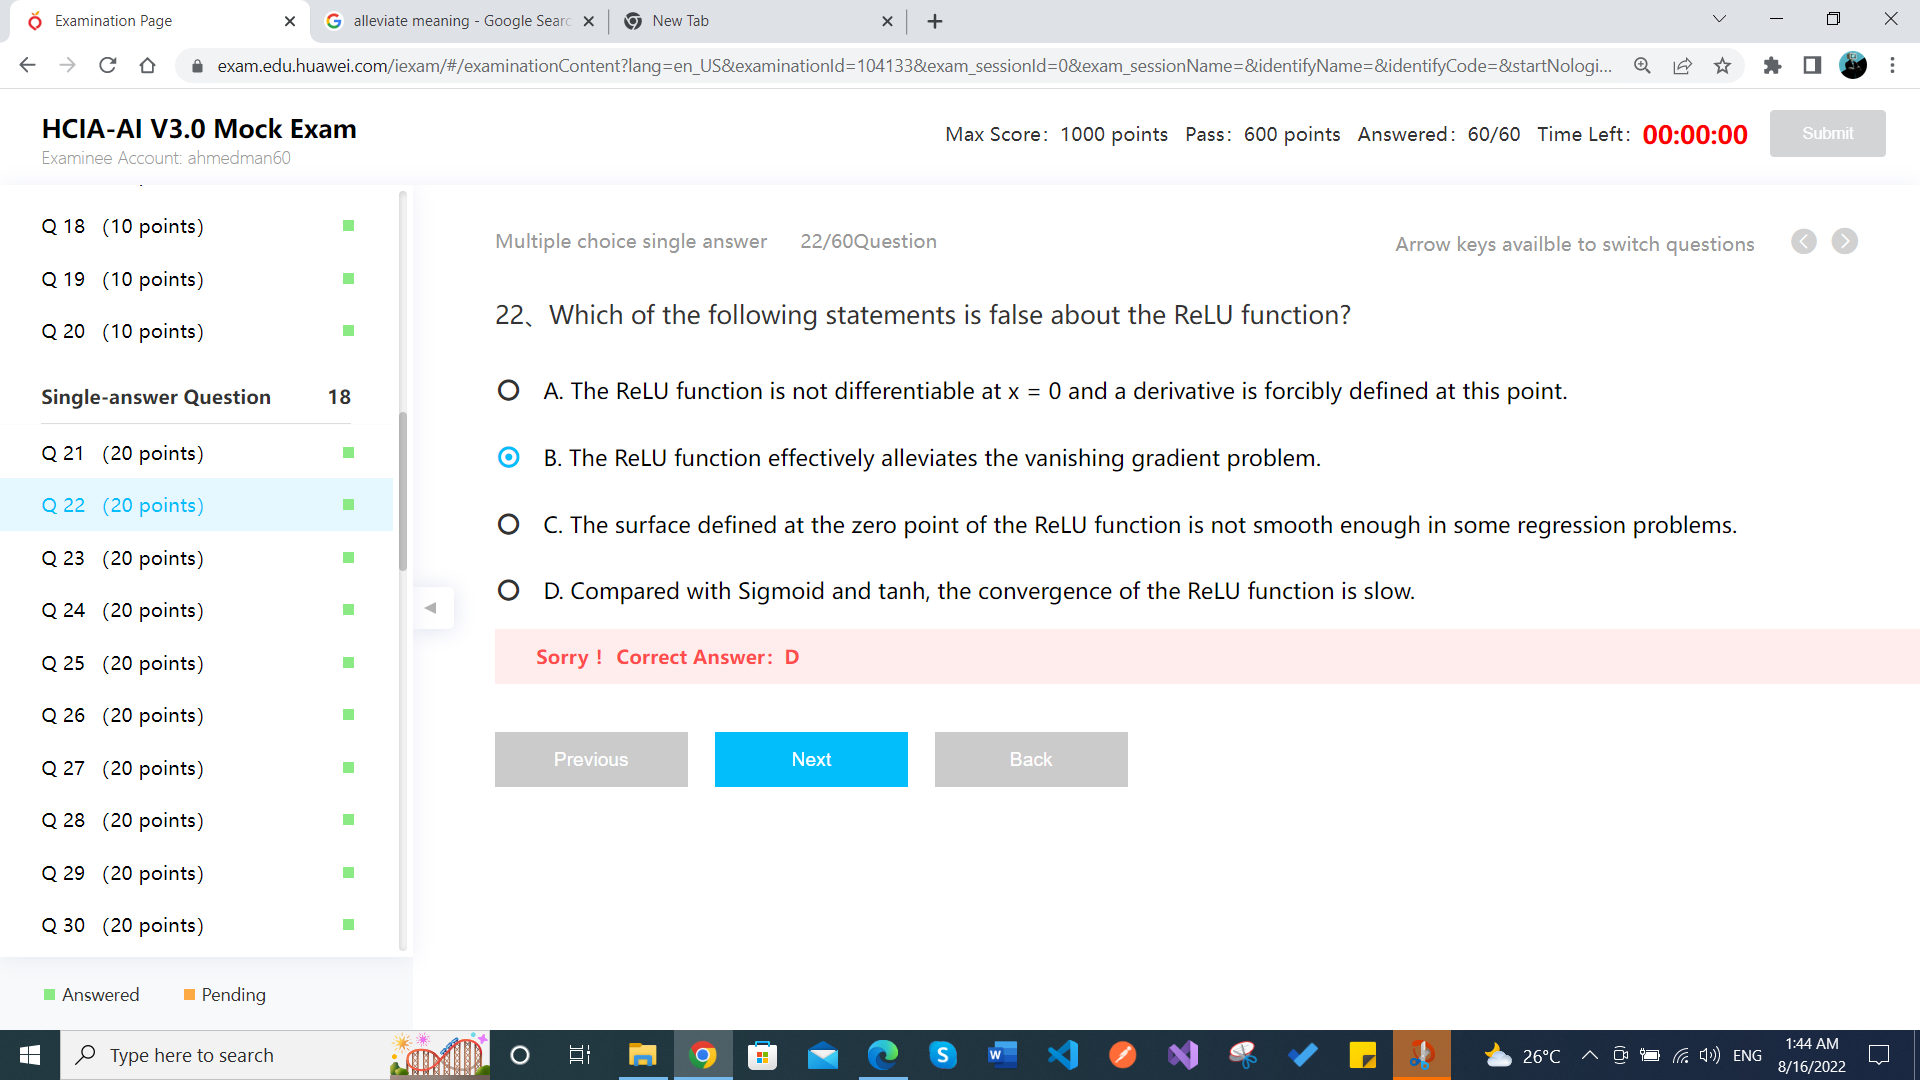 Examination Page
alleviate meaning - Google Searc
New Tab
exam.edu.huawei.com/iexam/#/examinationContent?lang=en_US&examinationId=104133&exam_sessionId=0&exam_sessionName=&identifyName=&identifyCode=&startNologi...
HCIA-AI V3.0 Mock Exam
Examinee Account: ahmedman60
Max Score: 1000 points Pass: 600 points Answered: 60/60 Time Left: 00:00:00
Submit
Q 18 (10 points)
Q 19 (10 points)
Q 20 (10 points)
Single-answer Question 18
Q 21 (20 points)
Q 22 (20 points)
Q 23 (20 points)
Q 24 (20 points)
Q 25 (20 points)
Q 26 (20 points)
Q 27 (20 points)
Q 28 (20 points)
Q 29 (20 points)
Q 30 (20 points)
Answered Pending
Multiple choice single answer 22/60Question
Arrow keys availble to switch questions
22、Which of the following statements is false about the ReLU function?
A. The ReLU function is not differentiable at x = 0 and a derivative is forcibly defined at this point.
B. The ReLU function effectively alleviates the vanishing gradient problem.
C. The surface defined at the zero point of the ReLU function is not smooth enough in some regression problems.
D. Compared with Sigmoid and tanh, the convergence of the ReLU function is slow.
Sorry！ Correct Answer: D
Previous
Next
Back
Type here to search
26°C
ENG
1:44 AM
8/16/2022